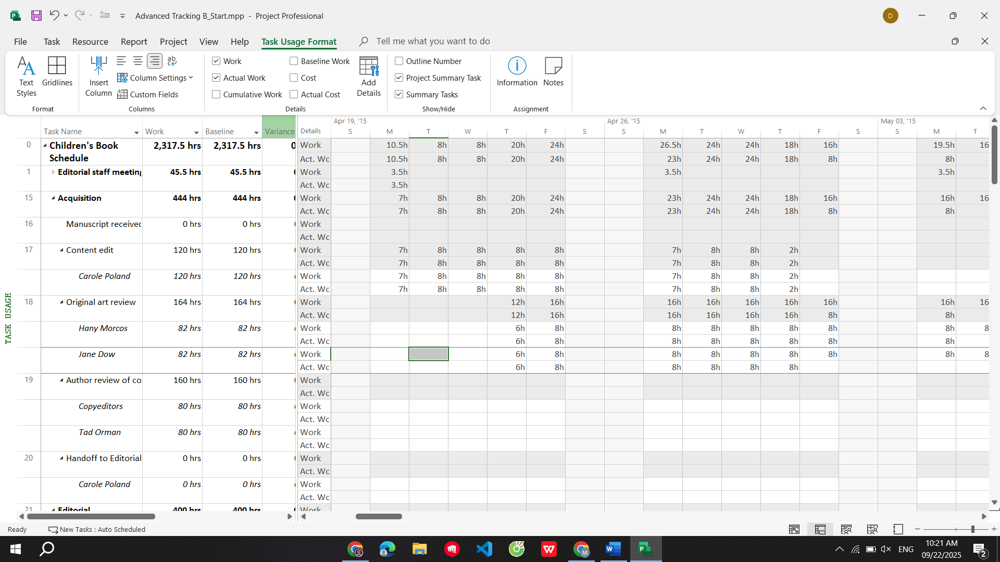 Advanced Tracking B_Start.mpp - Project Professional
D
File Task Resource Report Project View Help Task Usage Format Tell me what you want to do
Text Styles Gridlines
Format
Insert Column
Column Settings
Custom Fields
Columns
Work Baseline Work
Actual Work Cost
Cumulative Work Actual Cost
Add Details
Details
Outline Number
Project Summary Task
Summary Tasks
Show/Hide
Information Notes
Assignment
Apr 19, '15 Apr 26, '15 May 03, '15
Task Name Work Baseline Variance Details S M T W T F S S M T W T F S S M T
0 Children's Book Schedule 2,317.5 hrs 2,317.5 hrs 0 Work 10.5h 8h 8h 20h 24h 26.5h 24h 24h 18h 16h 19.5h 16
Act. Wc 10.5h 8h 8h 20h 24h 23h 24h 24h 18h 8h 8h
1 Editorial staff meeting 45.5 hrs 45.5 hrs Work 3.5h 3.5h 3.5h
Act. Wc 3.5h
15 Acquisition 444 hrs 444 hrs Work 7h 8h 8h 20h 24h 23h 24h 24h 18h 16h 16h 16
Act. Wc 7h 8h 8h 20h 24h 23h 24h 24h 18h 8h 8h
16 Manuscript received 0 hrs 0 hrs Work
Act. Wc
17 Content edit 120 hrs 120 hrs Work 7h 8h 8h 8h 8h 7h 8h 8h 2h
Act. Wc 7h 8h 8h 8h 8h 7h 8h 8h 2h
Carole Poland 120 hrs 120 hrs Work 7h 8h 8h 8h 8h 7h 8h 8h 2h
Act. Wc 7h 8h 8h 8h 8h 7h 8h 8h 2h
18 Original art review 164 hrs 164 hrs Work 12h 16h 16h 16h 16h 16h 16h 16h 16
Act. Wc 12h 16h 16h 16h 16h 16h 8h 8h
Hany Morcos 82 hrs 82 hrs Work 6h 8h 8h 8h 8h 8h 8h 8h 8
Act. Wc 6h 8h 8h 8h 8h 8h 8h 8h
Jane Dow 82 hrs 82 hrs Work 6h 8h 8h 8h 8h 8h 8h 8h 8
Act. Wc 6h 8h 8h 8h 8h 8h
19 Author review of co 160 hrs 160 hrs Work
Act. Wc
Copyeditors 80 hrs 80 hrs Work
Act. Wc
Tad Orman 80 hrs 80 hrs Work
Act. Wc
20 Handoff to Editorial 0 hrs 0 hrs Work
Act. Wc
Carole Poland 0 hrs 0 hrs Work
Act. Wc
21 Editorial 400 hrs 400 hrs Work
TASK USAGE
Ready New Tasks : Auto Scheduled
ENG
10:21 AM
09/22/2025
2